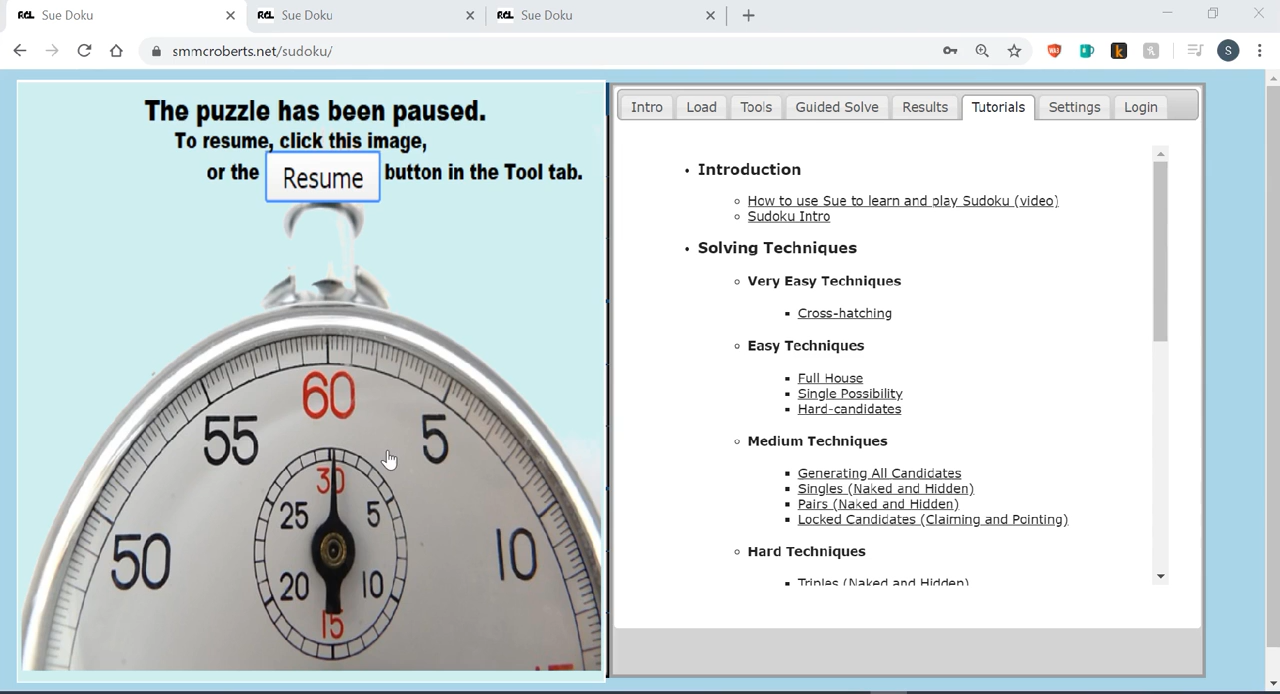 RCL Sue Doku
RCL Sue Doku
RCL Sue Doku
smmcroberts.net/sudoku/
S
The puzzle has been paused.
To resume, click this image,
or the Resume button in the Tool tab.
60
55
5
30
25
5
50
10
20
10
15
Intro
Load
Tools
Guided Solve
Results
Tutorials
Settings
Login
Introduction
How to use Sue to learn and play Sudoku (video)
Sudoku Intro
Solving Techniques
Very Easy Techniques
Cross-hatching
Easy Techniques
Full House
Single Possibility
Hard-candidates
Medium Techniques
Generating All Candidates
Singles (Naked and Hidden)
Pairs (Naked and Hidden)
Locked Candidates (Claiming and Pointing)
Hard Techniques
Triples (Naked and Hidden)